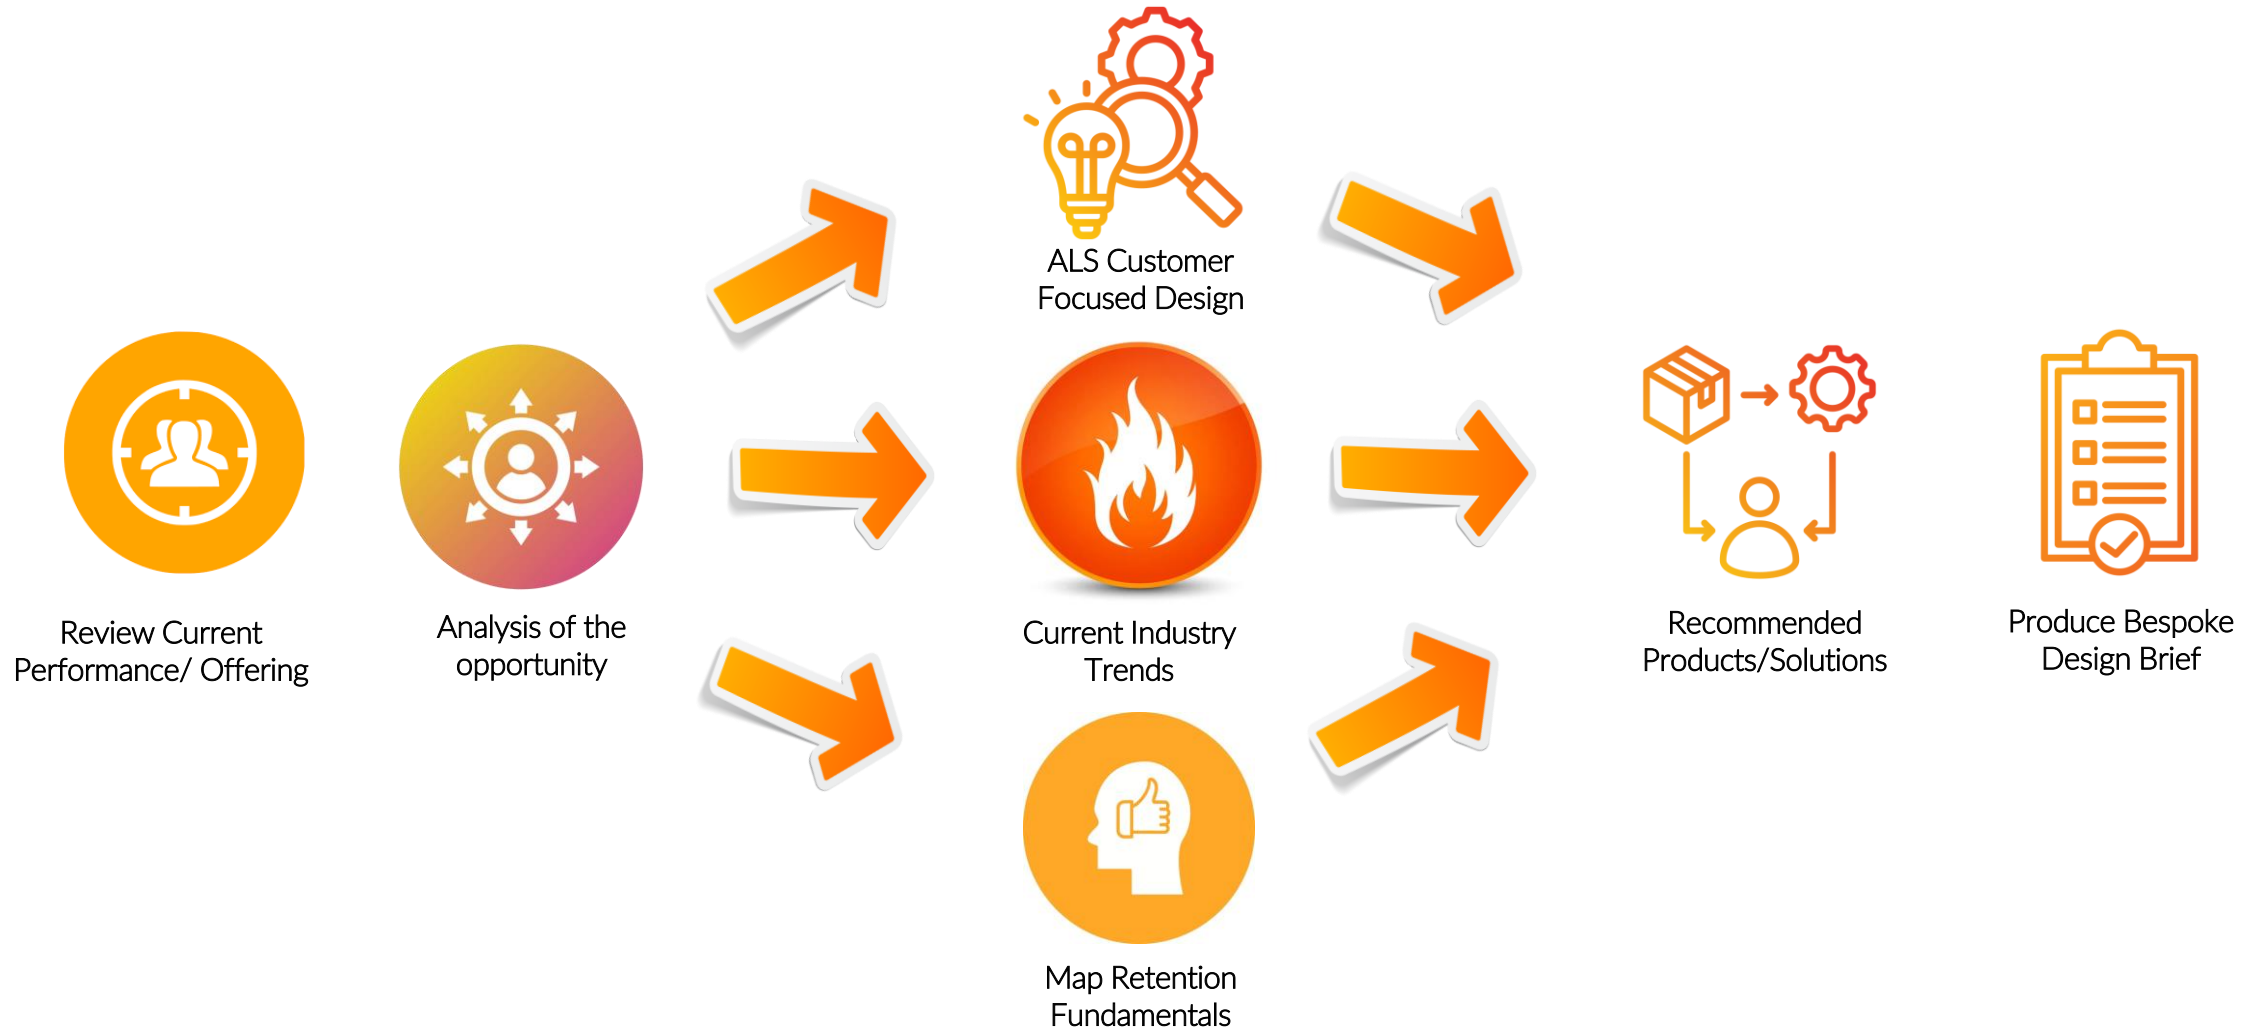 ALS Customer
Focused Design
Review Current
Performance/ Offering
Analysis of the
opportunity
Current Industry
Trends
Recommended
Products/Solutions
Produce Bespoke
Design Brief
Map Retention
Fundamentals